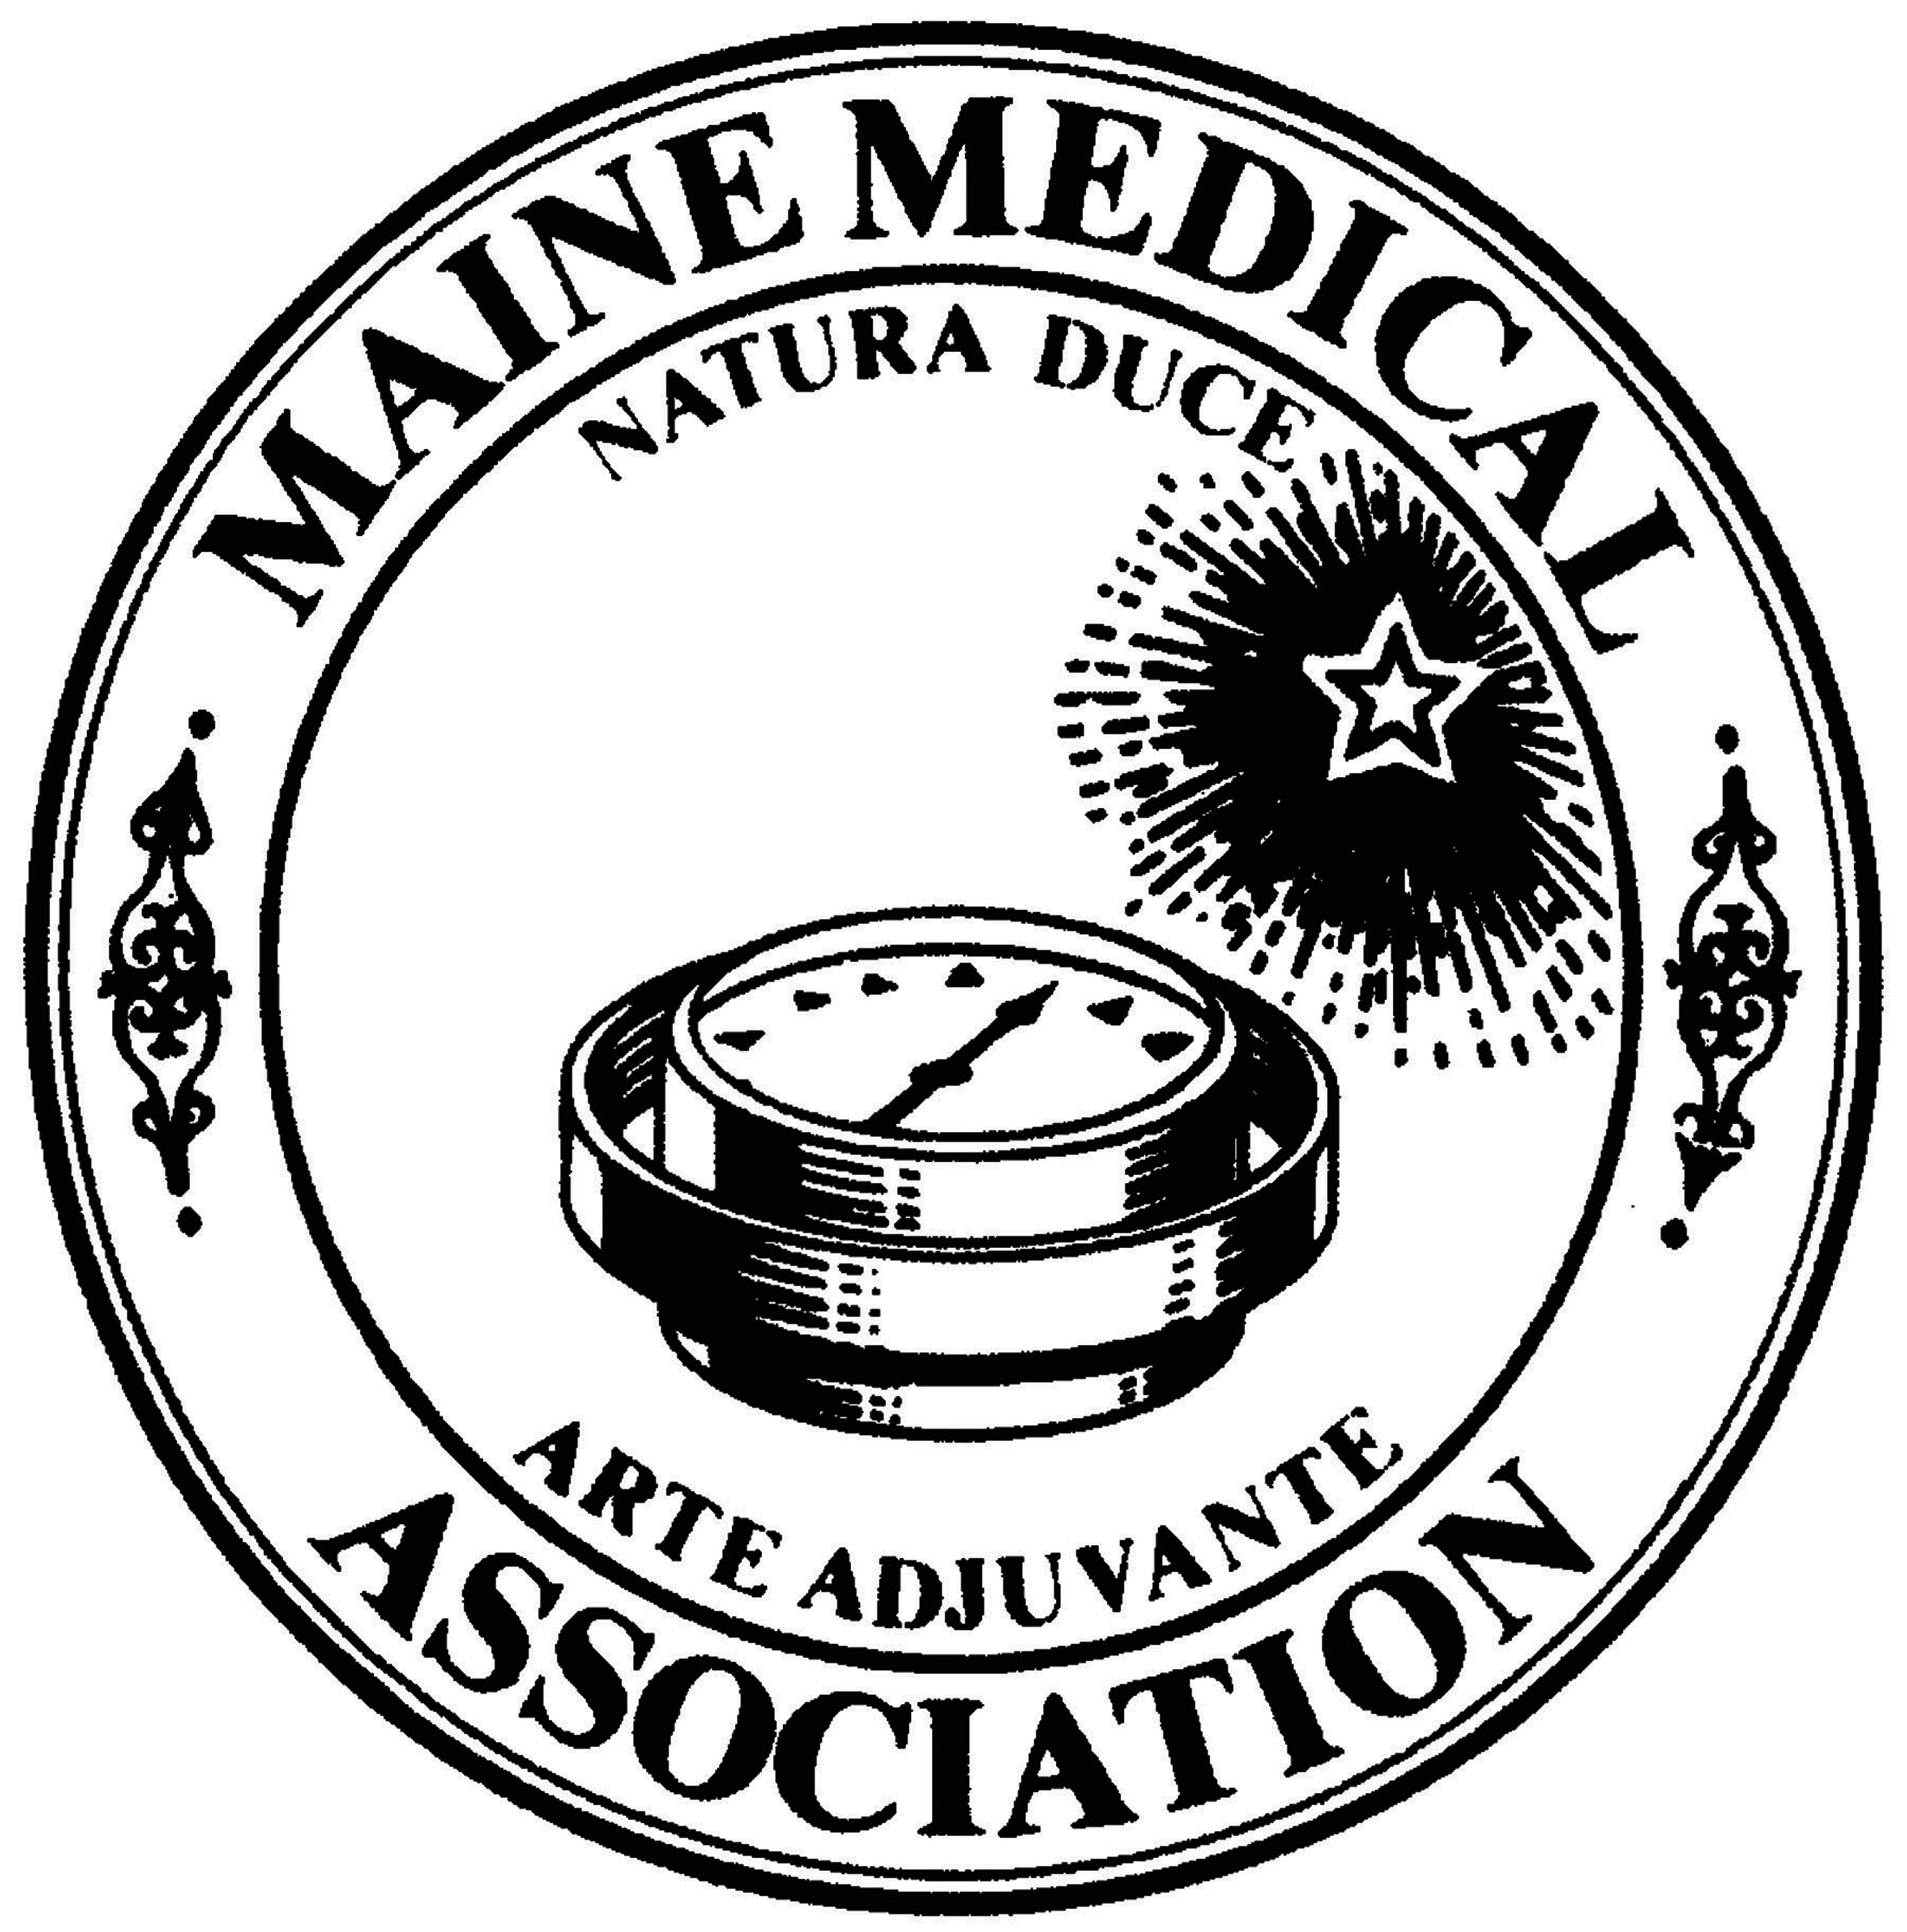 MAINE MEDICAL
NATURA DUCE
ARTE ADJUVANTE
ASSOCIATION